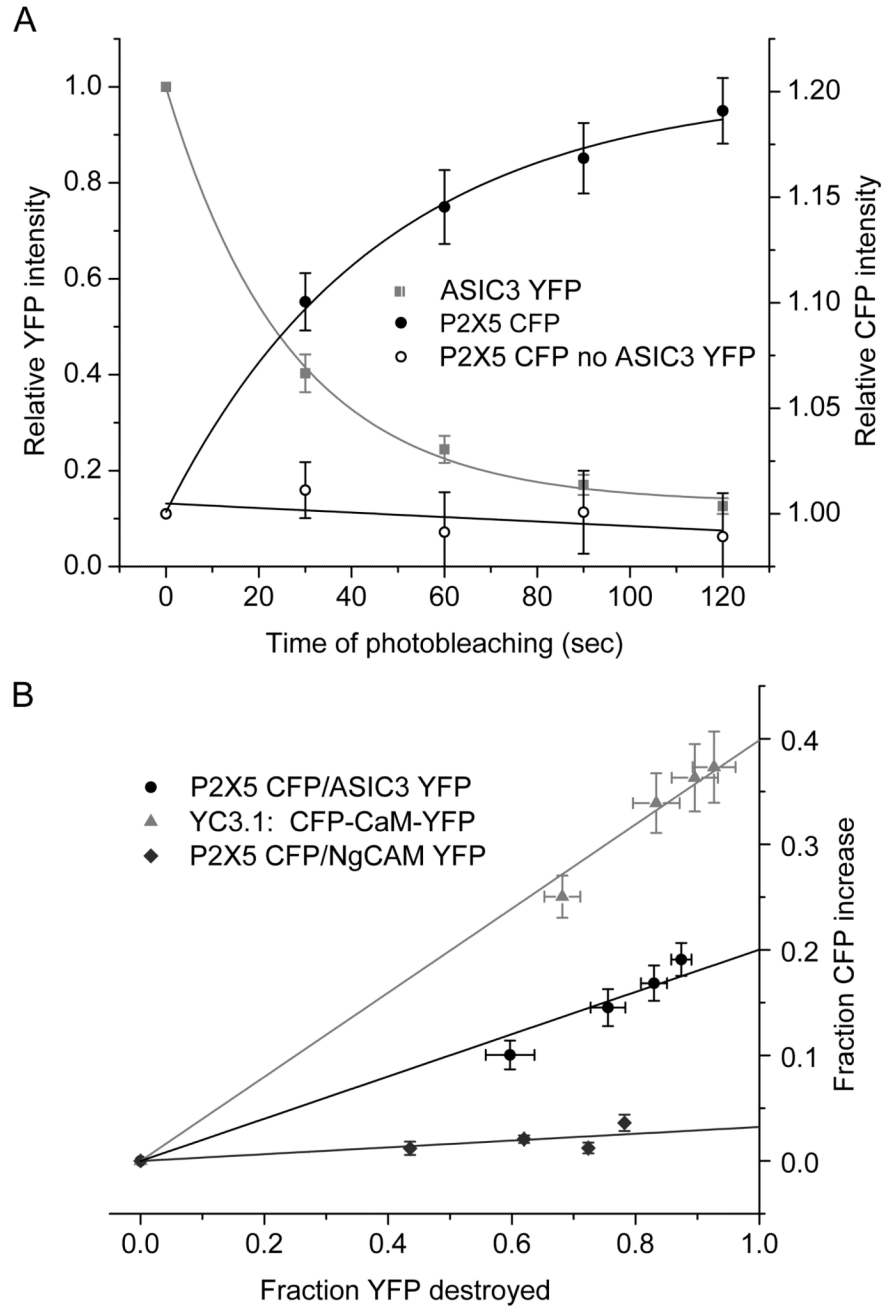 A
1.0
0.8
0.6
0.4
0.2
0.0
Relative YFP intensity
1.20
1.15
1.10
1.05
1.00
Relative CFP intensity
ASIC3 YFP
P2X5 CFP
P2X5 CFP no ASIC3 YFP
0 20 40 60 80 100 120
Time of photobleaching (sec)
B
P2X5 CFP/ASIC3 YFP
YC3.1: CFP-CaM-YFP
P2X5 CFP/NgCAM YFP
0.4
0.3
0.2
0.1
0.0
Fraction CFP increase
0.0 0.2 0.4 0.6 0.8 1.0
Fraction YFP destroyed